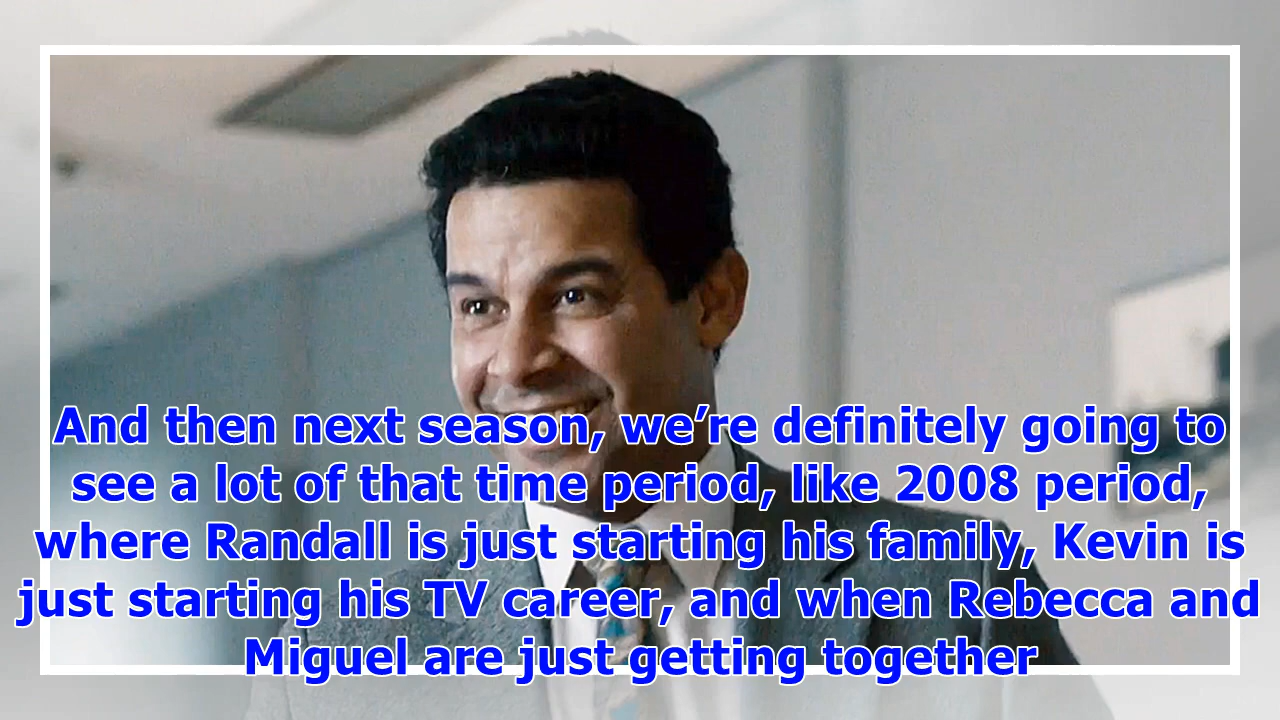 And then next season, we’re definitely going to
see a lot of that time period, like 2008 period,
where Randall is just starting his family, Kevin is
just starting his TV career, and when Rebecca and
Miguel are just getting together